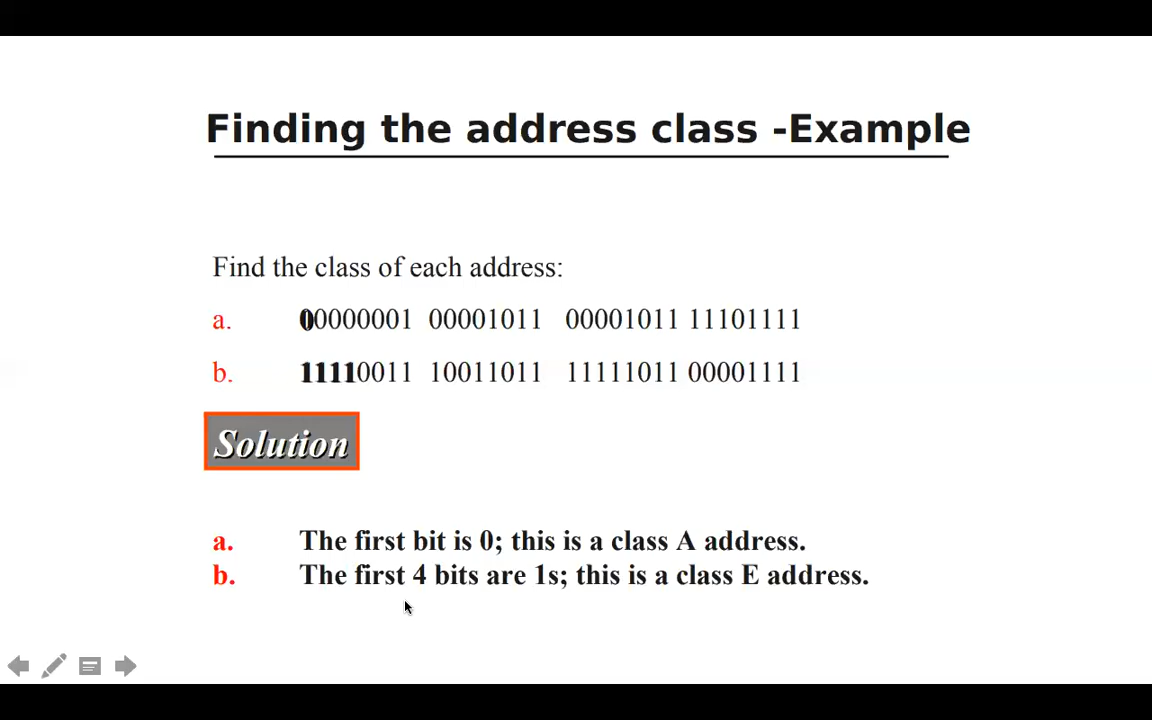 Finding the address class -Example
Find the class of each address:
a. 00000001 00001011 00001011 11101111
b. 11110011 10011011 11111011 00001111
Solution
a. The first bit is 0; this is a class A address.
b. The first 4 bits are 1s; this is a class E address.